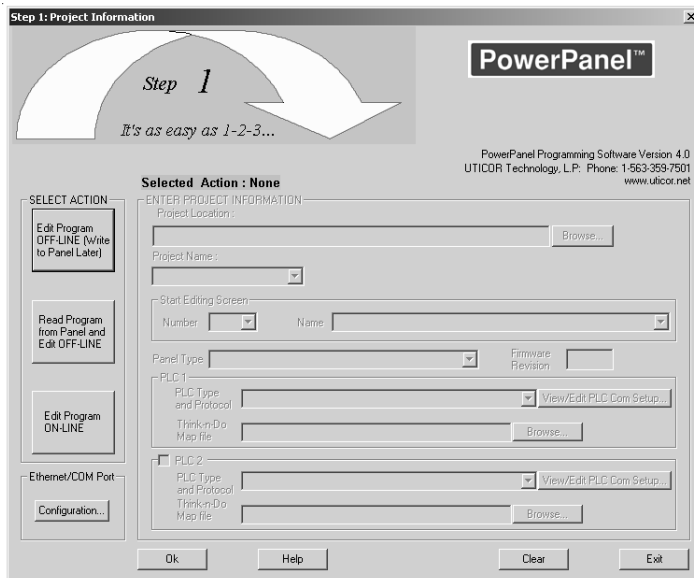 Step 1: Project Information
Step 1
It's as easy as 1-2-3...
PowerPanel™
PowerPanel Programming Software Version 4.0
UTICOR Technology, L.P. Phone: 1-563-359-7501
www.uticor.net
Selected Action : None
SELECT ACTION
Edit Program
OFF-LINE (Write
to Panel Later)
Read Program
from Panel and
Edit OFF-LINE
Edit Program
ON-LINE
Ethernet/COM Port
Configuration...
ENTER PROJECT INFORMATION
Project Location :
Browse...
Project Name :
Start Editing Screen
Number
Name
Panel Type
Firmware
Revision
PLC 1
PLC Type
and Protocol
View/Edit PLC Com Setup...
Think-n-Do
Map file
Browse...
PLC 2
PLC Type
and Protocol
View/Edit PLC Com Setup...
Think-n-Do
Map file
Browse...
Ok
Help
Clear
Exit